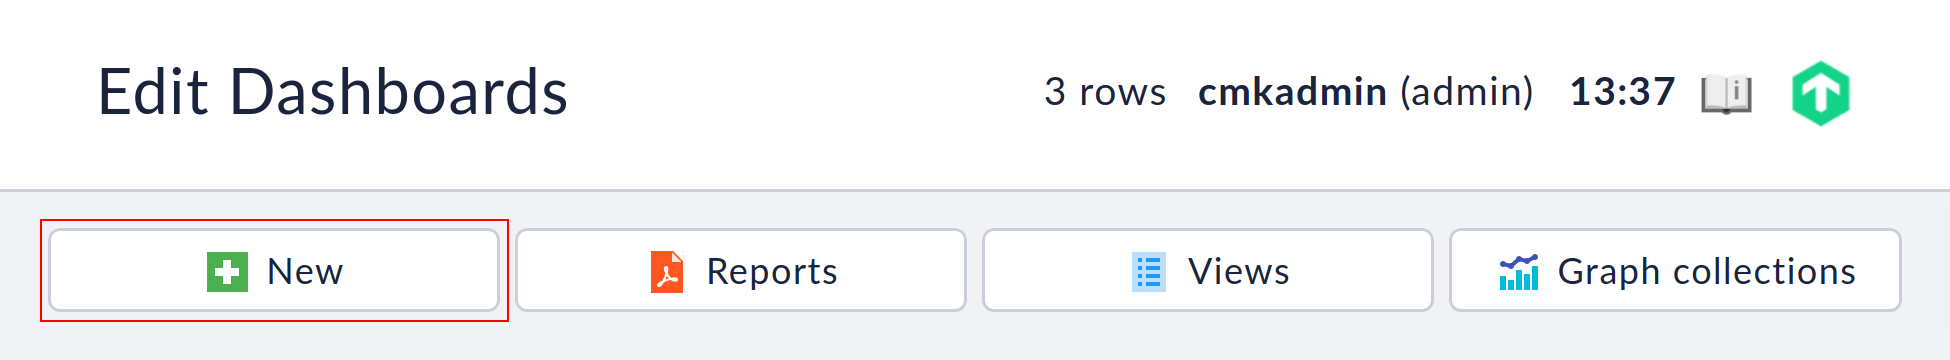 Edit Dashboards 3 rows cmkadmin (admin) 13:37
New Reports Views Graph collections